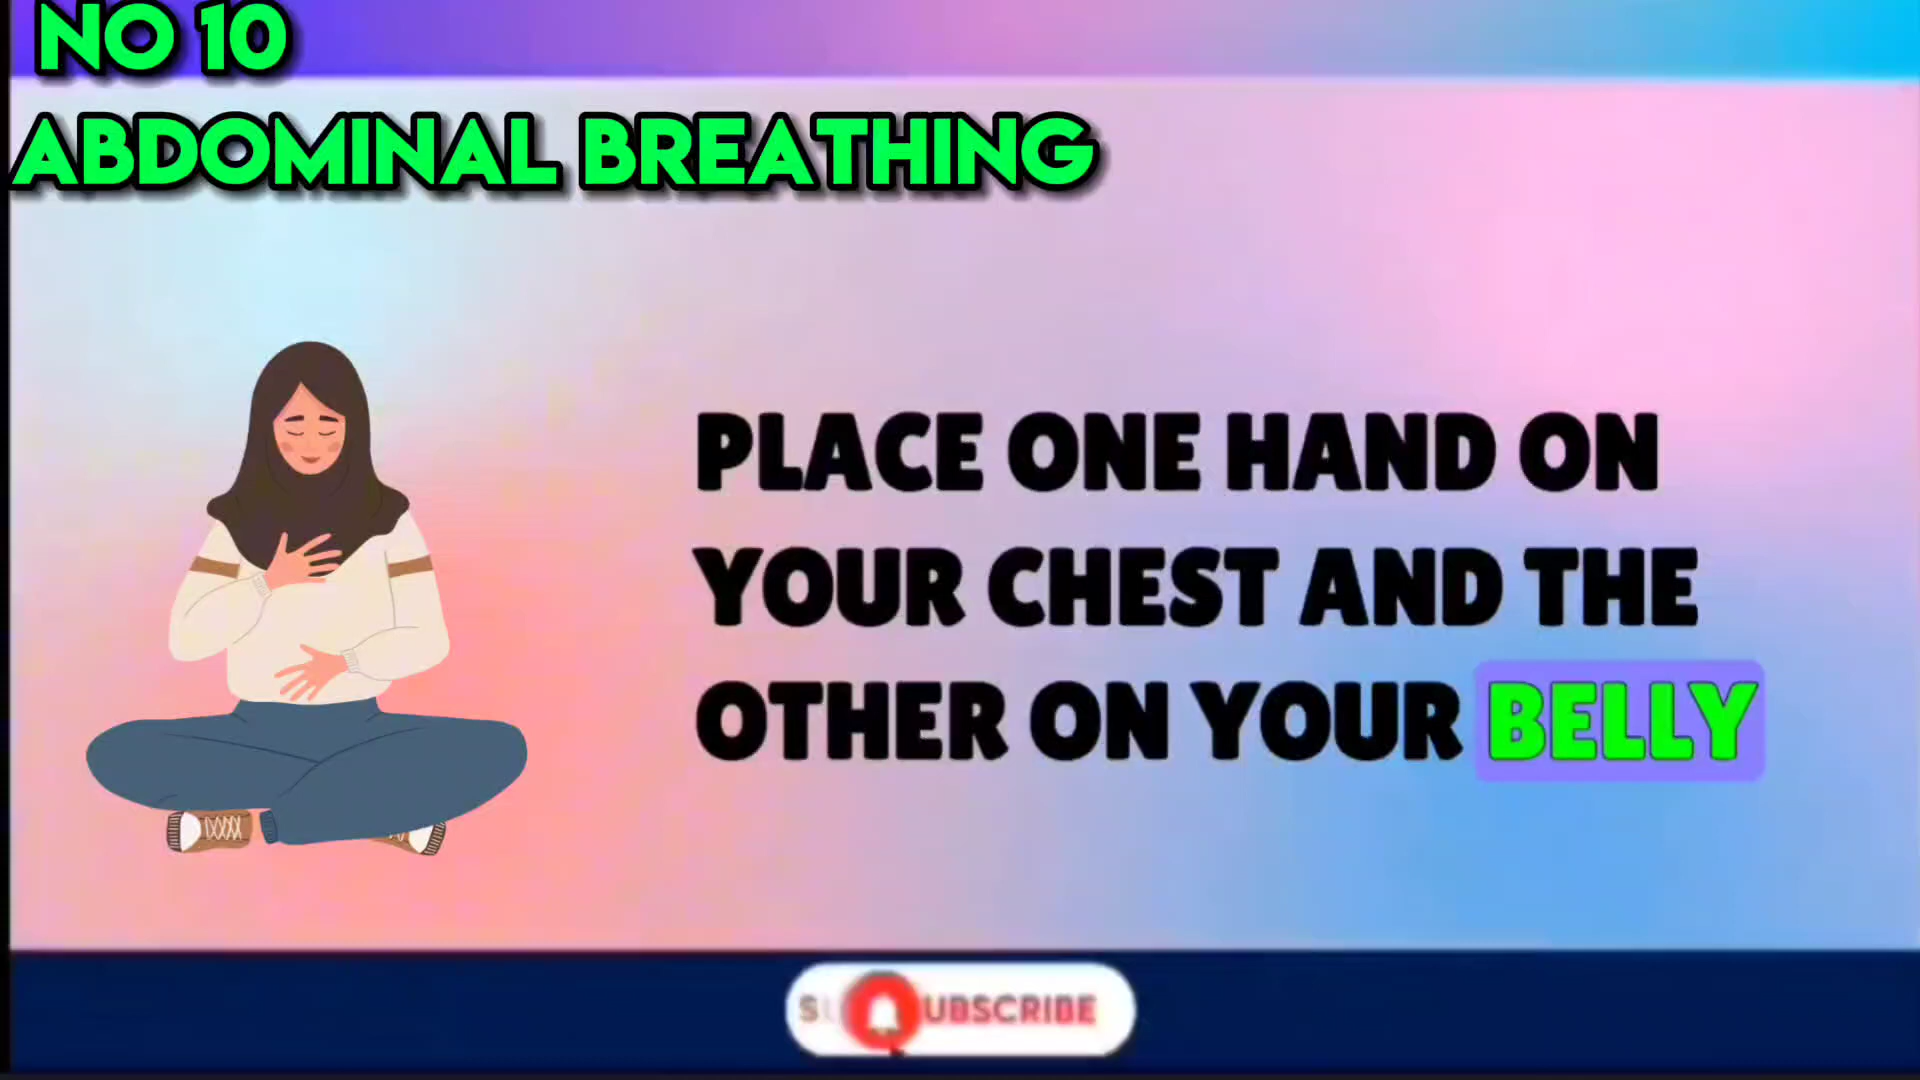 NO 10
ABDOMINAL BREATHING
PLACE ONE HAND ON
YOUR CHEST AND THE
OTHER ON YOUR BELLY
UBSCRIBE